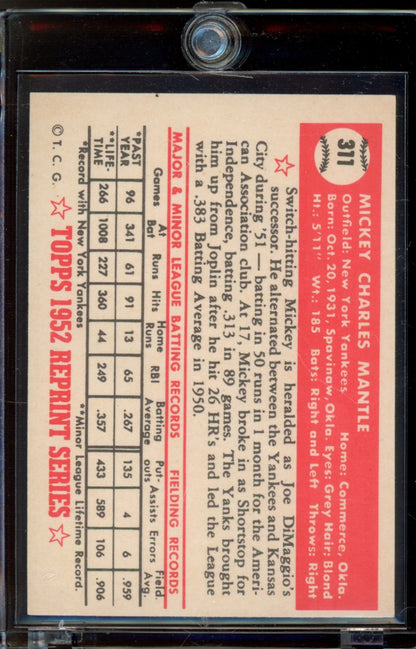 311
MICKEY CHARLES MANTLE
Outfield: New York Yankees Home: Commerce, Okla.
Born: Oct. 20, 1931, Spavinaw, Okla. Eyes: Grey Hair: Blond
Ht.: 5'11" Wt.: 185 Bats: Right and Left Throws: Right
☆ Switch-hitting Mickey is heralded as Joe DiMaggio's
successor. He alternated between the Yankees and Kansas
City during '51 — batting in 50 runs in 1 month for the Ameri-
can Association club. At 17, Mickey broke in as Shortstop for
Independence, batting .313 in 89 games. The Yanks brought
him up from Joplin after he hit 26 HR's and led the League
with a .383 Batting Average in 1950.
MAJOR & MINOR LEAGUE BATTING RECORDS FIELDING RECORDS
Games At Bat Runs Hits Home Runs RBI Batting Average Put-outs Assists Errors Field. Avg.
*PAST YEAR 96 341 61 91 13 65 .267 135 4 6 .959
**LIFE-TIME 266 1008 227 360 44 249 .357 433 589 106 .906
*Record with New York Yankees **Minor League Lifetime Record.
© T. C. G. ☆ TOPPS 1952 REPRINT SERIES ☆